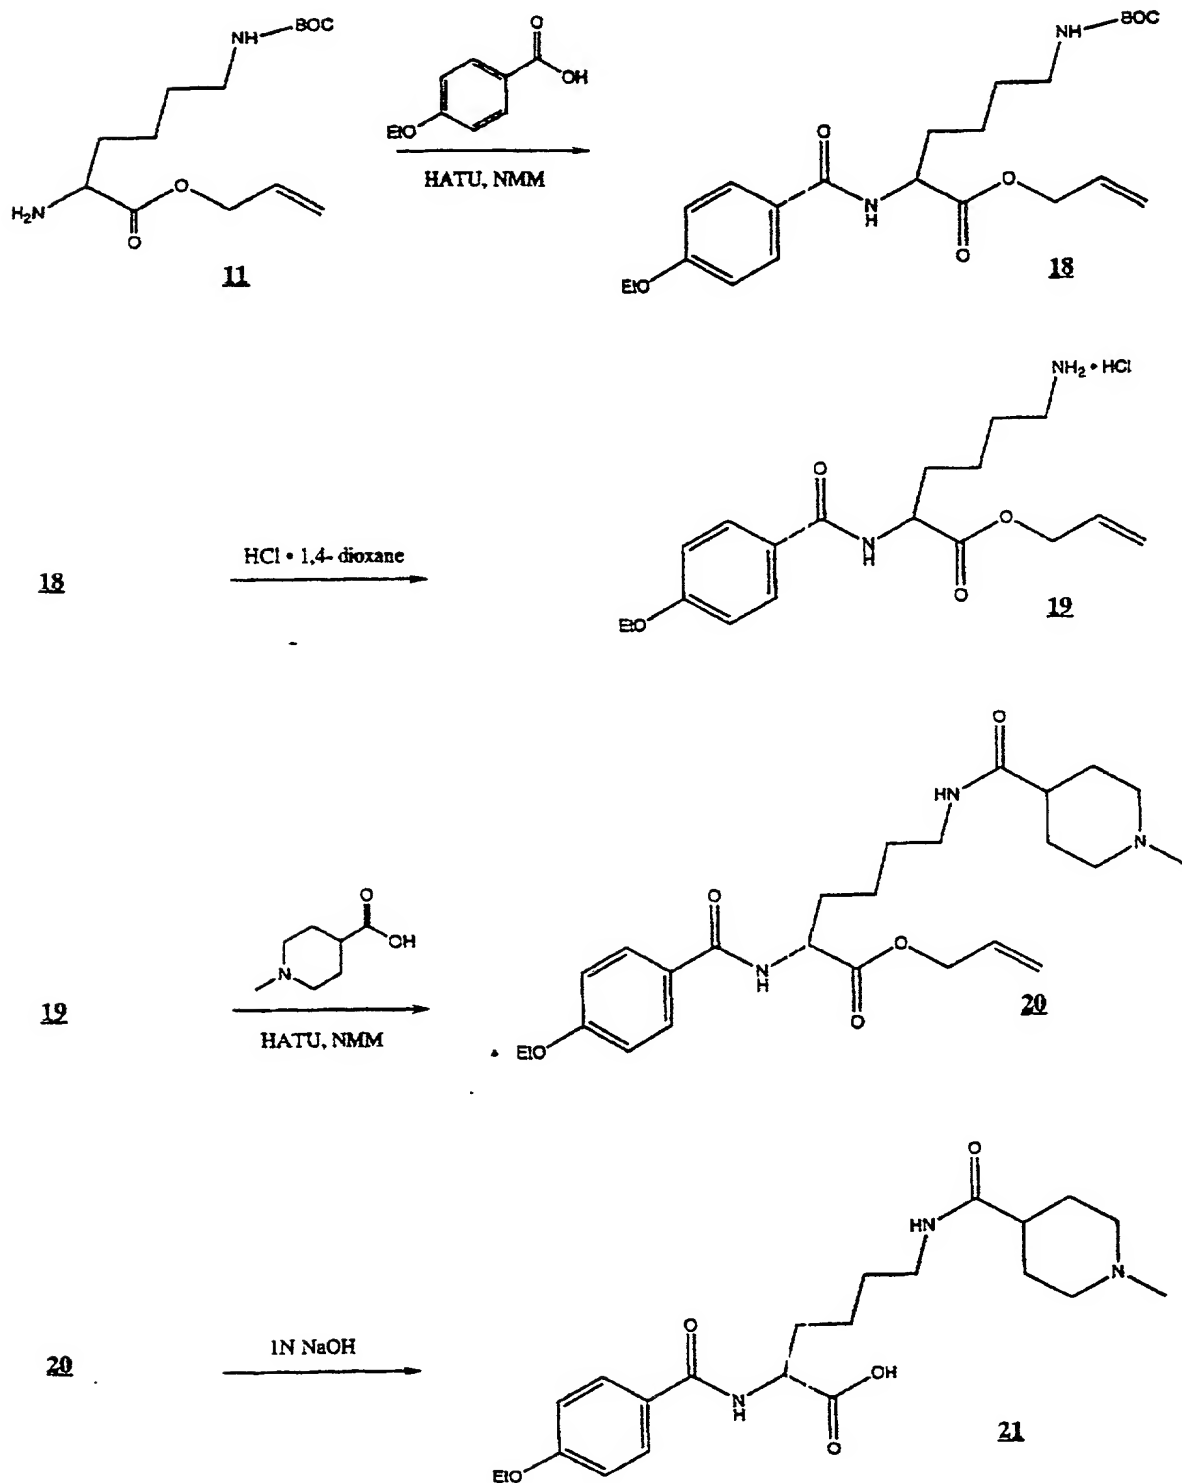 NH—BOC
O
OH
EtO
HATU, NMM
H₂N
O
O
11
NH—BOC
O
N
H
O
O
EtO
18
18
HCl • 1,4- dioxane
NH₂ • HCl
O
N
H
O
O
EtO
19
19
O
OH
N
HATU, NMM
O
HN
N
O
N
H
O
O
EtO
20
20
1N NaOH
O
HN
N
O
N
H
OH
O
EtO
21